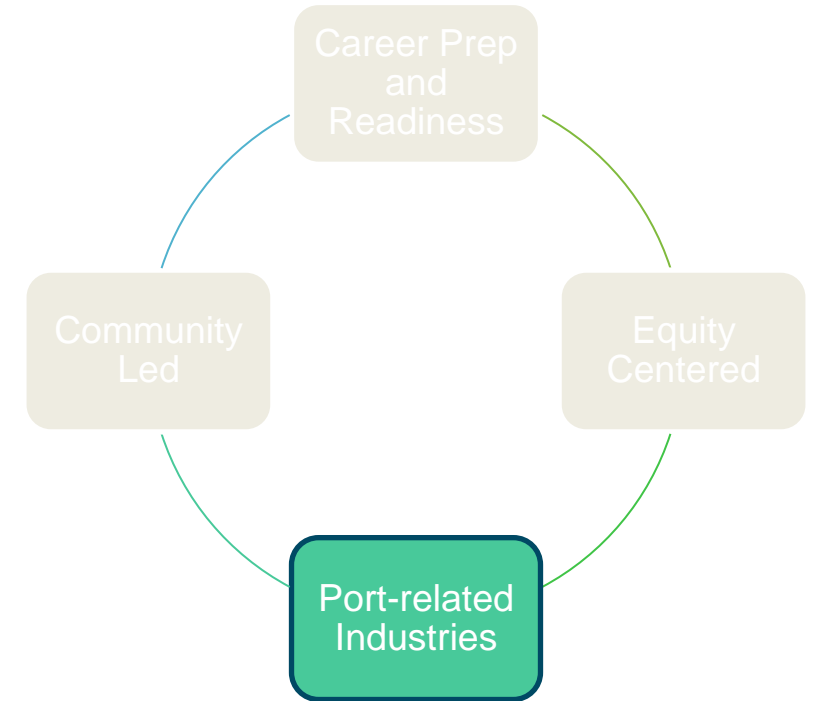 Career Prep
and
Readiness
Community
Led
Equity
Centered
Port-related
Industries